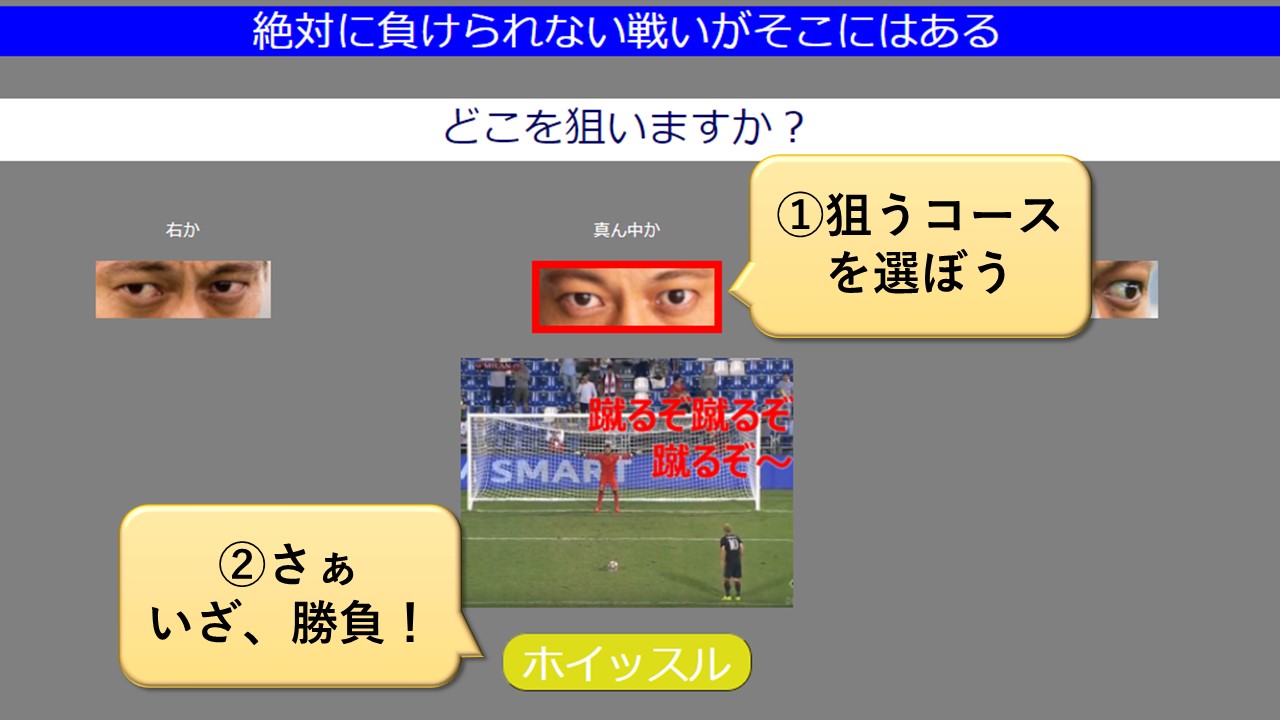 絶対に負けられない戦いがそこにはある
どこを狙いますか？
①狙うコース
を選ぼう
右か
真ん中か
蹴るぞ蹴るぞ
蹴るぞ～
SMART
10
②さぁ
いざ、勝負！
ホイッスル